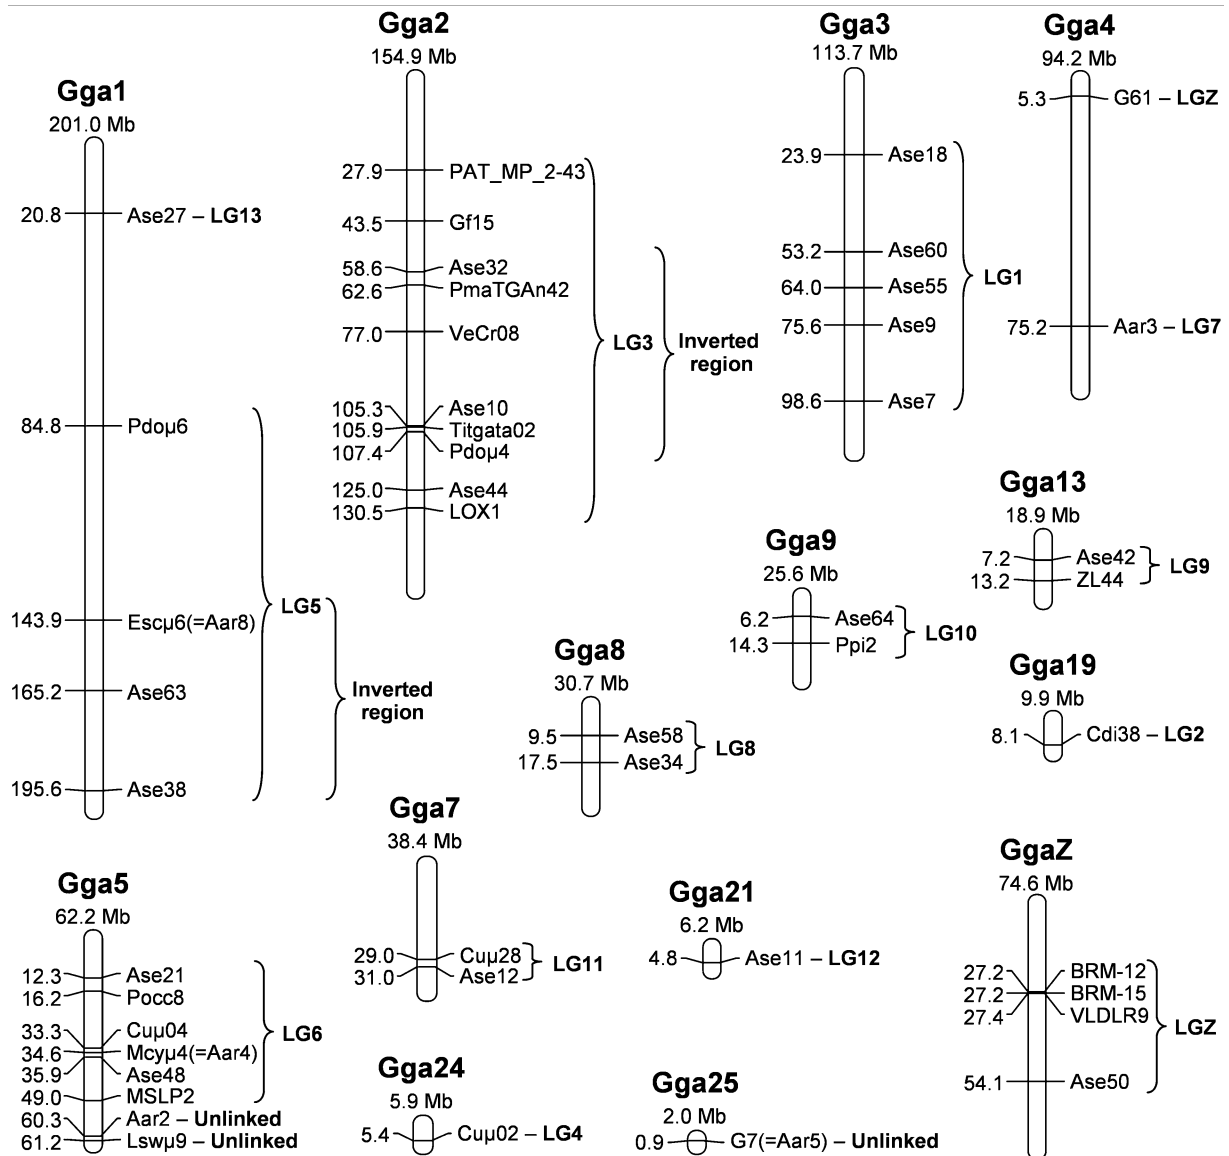 Gga1
201.0 Mb
20.8 Ase27 – LG13
84.8 Pdoµ6
143.9 Escµ6(=Aar8)
165.2 Ase63
195.6 Ase38
LG5
Inverted
region
Gga2
154.9 Mb
27.9 PAT_MP_2-43
43.5 Gf15
58.6 Ase32
62.6 PmaTGAn42
77.0 VeCr08
105.3 Ase10
105.9 Titgata02
107.4 Pdoµ4
125.0 Ase44
130.5 LOX1
LG3
Inverted
region
Gga3
113.7 Mb
23.9 Ase18
53.2 Ase60
64.0 Ase55
75.6 Ase9
98.6 Ase7
LG1
Gga4
94.2 Mb
5.3 G61 – LGZ
75.2 Aar3 – LG7
Gga13
18.9 Mb
7.2 Ase42
13.2 ZL44
LG9
Gga9
25.6 Mb
6.2 Ase64
14.3 Ppi2
LG10
Gga8
30.7 Mb
9.5 Ase58
17.5 Ase34
LG8
Gga19
9.9 Mb
8.1 Cdi38 – LG2
Gga7
38.4 Mb
29.0 Cuµ28
31.0 Ase12
LG11
Gga5
62.2 Mb
12.3 Ase21
16.2 Pocc8
33.3 Cuµ04
34.6 Mcyµ4(=Aar4)
35.9 Ase48
49.0 MSLP2
60.3 Aar2 – Unlinked
61.2 Lswµ9 – Unlinked
LG6
Gga21
6.2 Mb
4.8 Ase11 – LG12
Gga24
5.9 Mb
5.4 Cuµ02 – LG4
Gga25
2.0 Mb
0.9 G7(=Aar5) – Unlinked
GgaZ
74.6 Mb
27.2 BRM-12
27.2 BRM-15
27.4 VLDLR9
54.1 Ase50
LGZ